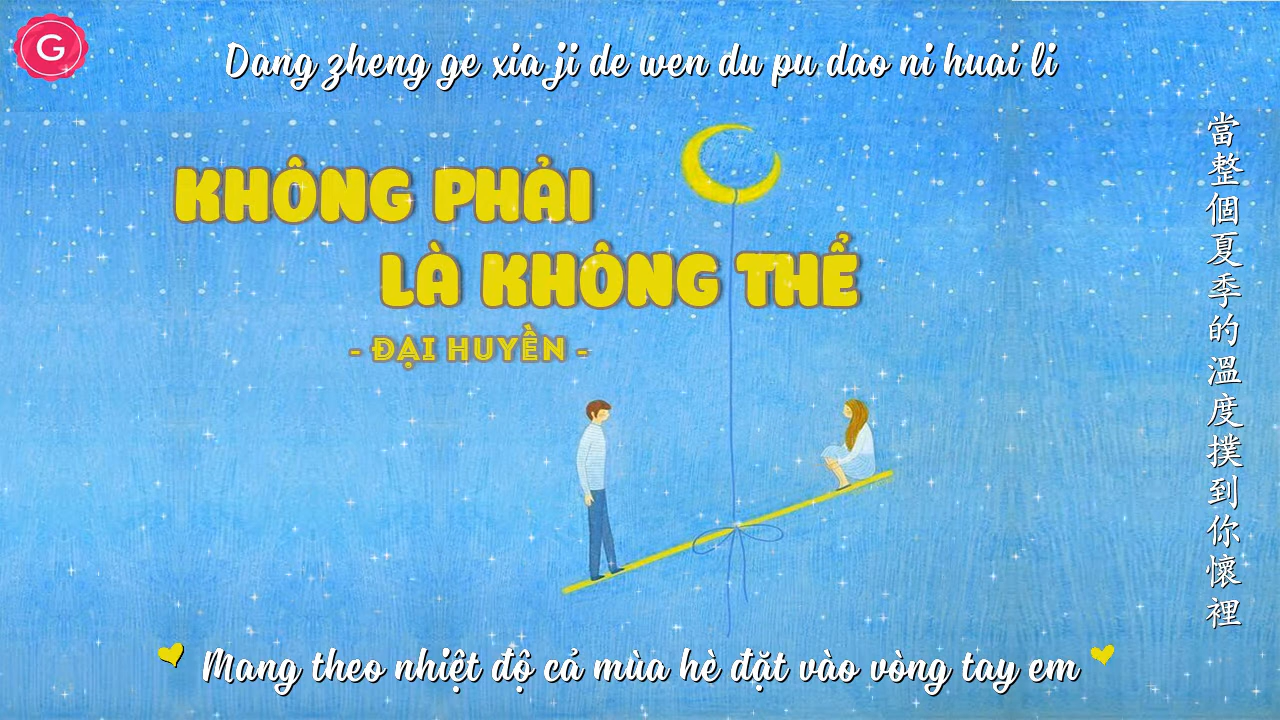 G
Dang zheng ge xia ji de wen du pu dao ni huai li
KHÔNG PHẢI
LÀ KHÔNG THỂ
- ĐẠI HUYỀN -
當整個夏季的溫度撲到你懷裡
Mang theo nhiệt độ cả mùa hè đặt vào vòng tay em